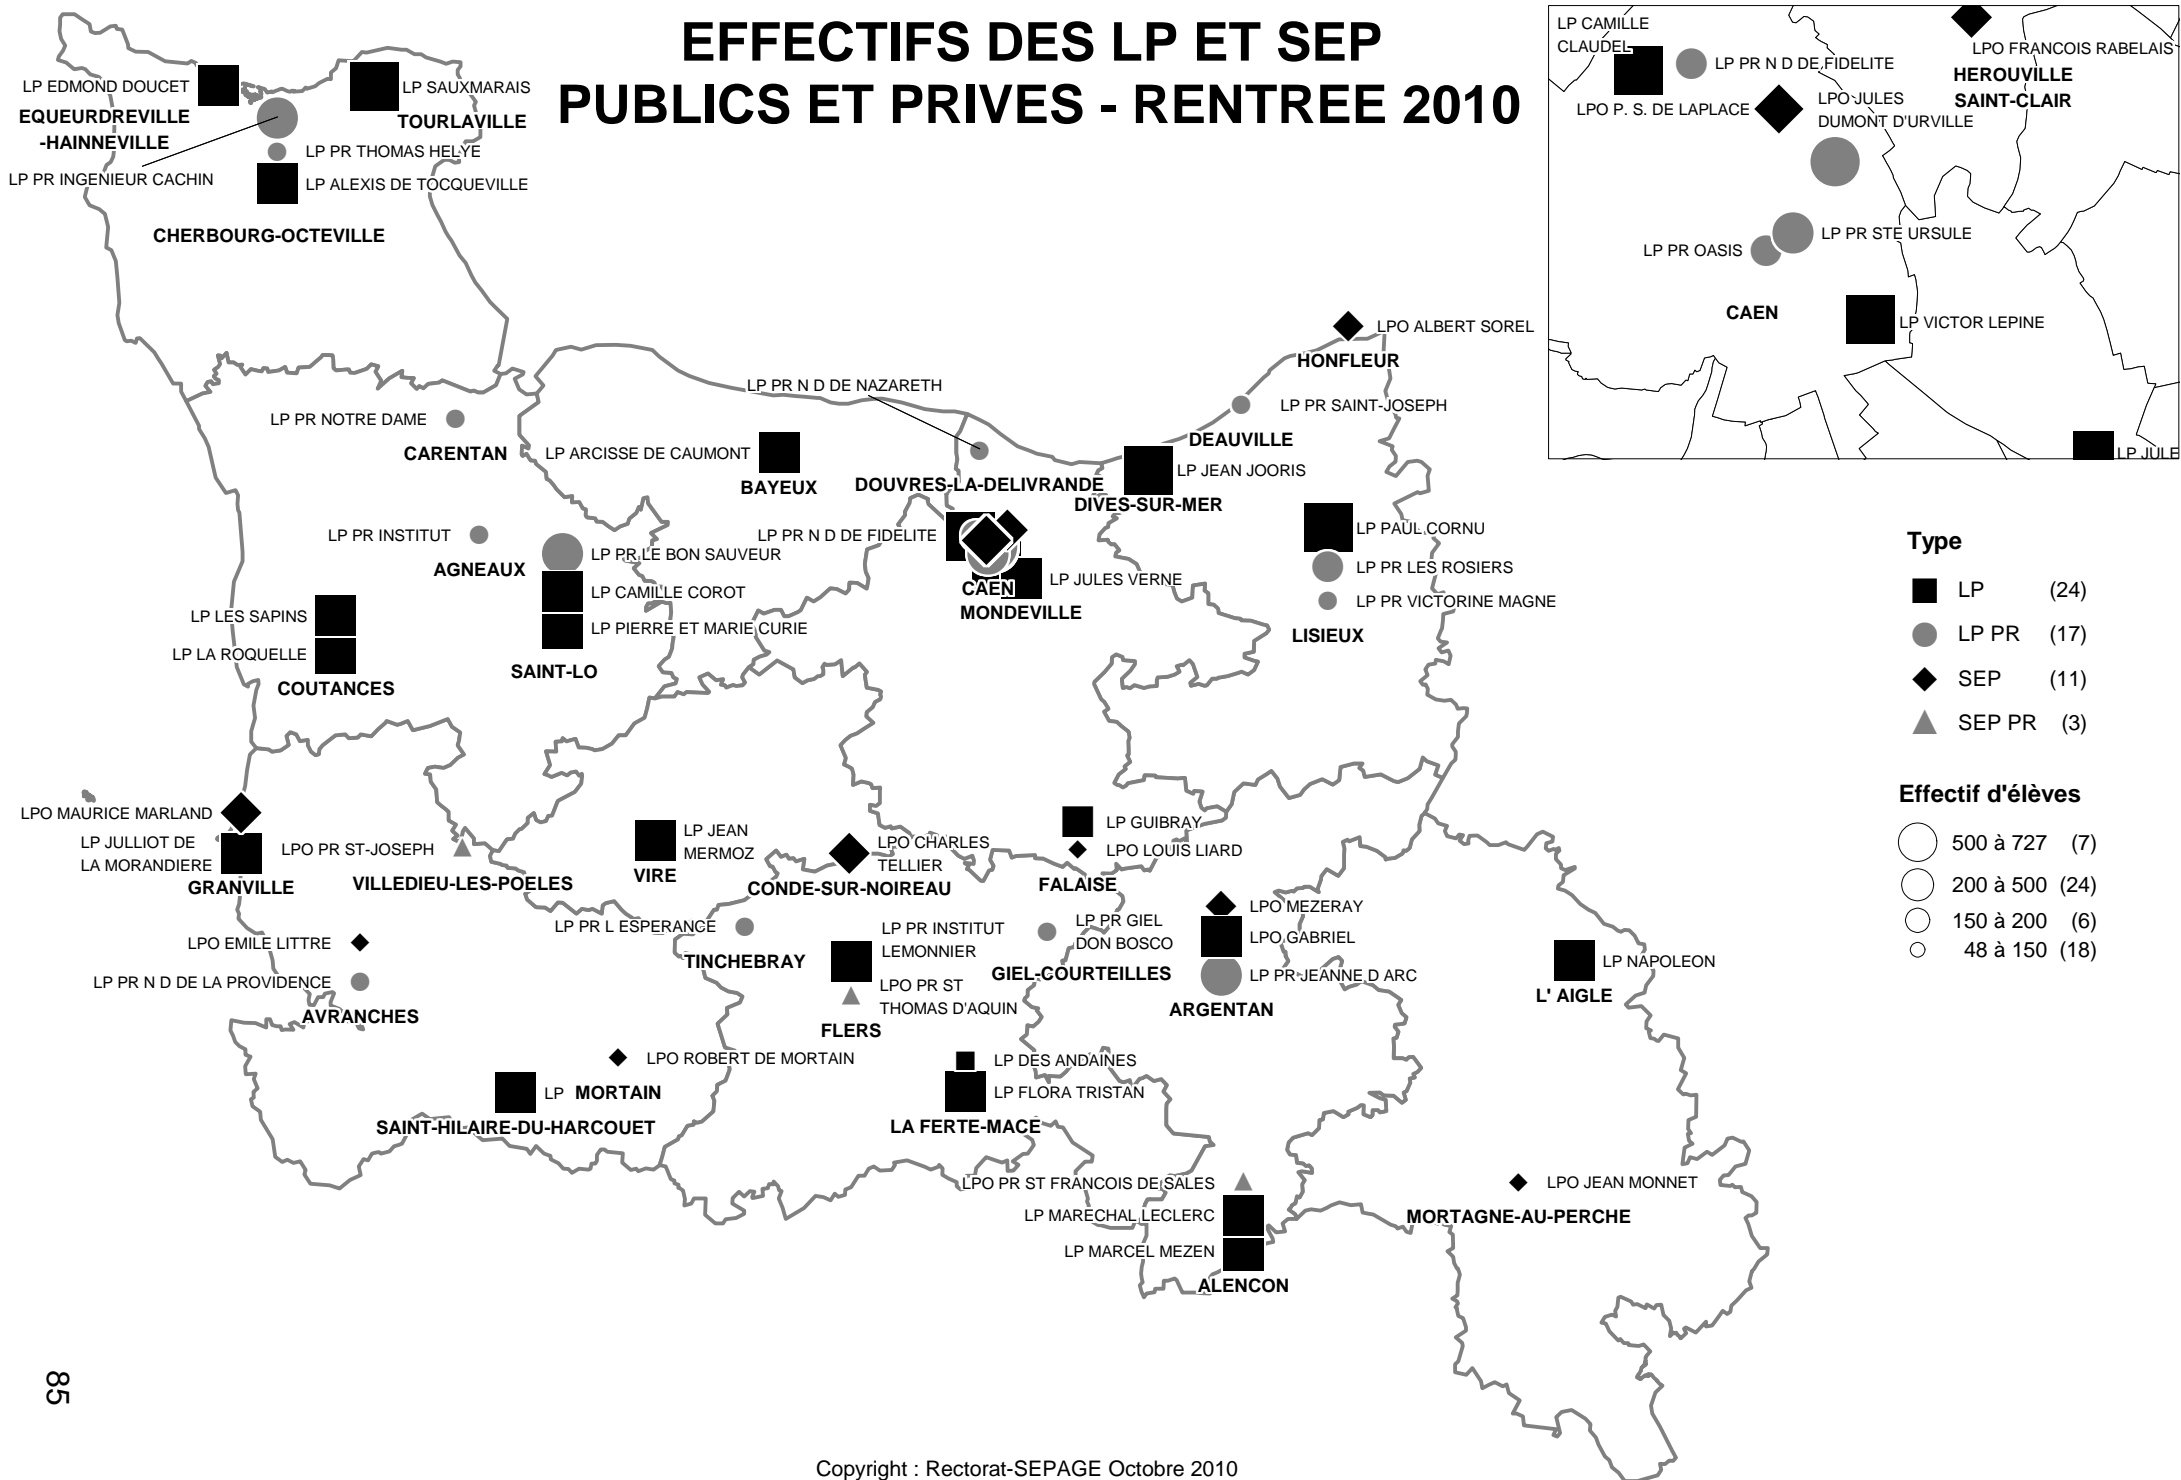 EFFECTIFS DES LP ET SEP
PUBLICS ET PRIVES - RENTREE 2010
LP EDMOND DOUCET
EQUEURDREVILLE
-HAINNEVILLE
LP PR INGENIEUR CACHIN
LP SAUXMARAIS
TOURLAVILLE
LP PR THOMAS HELYE
LP ALEXIS DE TOCQUEVILLE
CHERBOURG-OCTEVILLE
LP CAMILLE
CLAUDEL
LP PR N D DE FIDELITE
LPO FRANCOIS RABELAIS
HEROUVILLE
SAINT-CLAIR
LPO P. S. DE LAPLACE
LPO JULES
DUMONT D'URVILLE
LP PR STE URSULE
LP PR OASIS
CAEN
LP VICTOR LEPINE
LP JULE
LPO ALBERT SOREL
HONFLEUR
LP PR N D DE NAZARETH
LP PR SAINT-JOSEPH
DEAUVILLE
LP PR NOTRE DAME
CARENTAN
LP ARCISSE DE CAUMONT
BAYEUX
DOUVRES-LA-DELIVRANDE
LP JEAN JOORIS
DIVES-SUR-MER
LP PR INSTITUT
AGNEAUX
LP PR LE BON SAUVEUR
LP CAMILLE COROT
LP PIERRE ET MARIE CURIE
SAINT-LO
LP PR N D DE FIDELITE
CAEN
LP JULES VERNE
MONDEVILLE
LP PAUL CORNU
LP PR LES ROSIERS
LP PR VICTORINE MAGNE
LISIEUX
LP LES SAPINS
LP LA ROQUELLE
COUTANCES
Type
LP (24)
LP PR (17)
SEP (11)
SEP PR (3)
Effectif d'élèves
500 à 727 (7)
200 à 500 (24)
150 à 200 (6)
48 à 150 (18)
LPO MAURICE MARLAND
LP JULLIOT DE
LA MORANDIERE
GRANVILLE
LPO PR ST-JOSEPH
VILLEDIEU-LES-POELES
LP JEAN
MERMOZ
VIRE
LPO CHARLES
TELLIER
CONDE-SUR-NOIREAU
LP GUIBRAY
LPO LOUIS LIARD
FALAISE
LPO EMILE LITTRE
LP PR N D DE LA PROVIDENCE
AVRANCHES
LP PR L ESPERANCE
TINCHEBRAY
LP PR INSTITUT
LEMONNIER
LPO PR ST
THOMAS D'AQUIN
FLERS
LP PR GIEL
DON BOSCO
GIEL-COURTEILLES
LPO MEZERAY
LPO GABRIEL
LP PR JEANNE D ARC
ARGENTAN
LP NAPOLEON
L' AIGLE
LPO ROBERT DE MORTAIN
LP MORTAIN
SAINT-HILAIRE-DU-HARCOUET
LP DES ANDAINES
LP FLORA TRISTAN
LA FERTE-MACE
LPO PR ST FRANCOIS DE SALES
LP MARECHAL LECLERC
LP MARCEL MEZEN
ALENCON
LPO JEAN MONNET
MORTAGNE-AU-PERCHE
85
Copyright : Rectorat-SEPAGE Octobre 2010